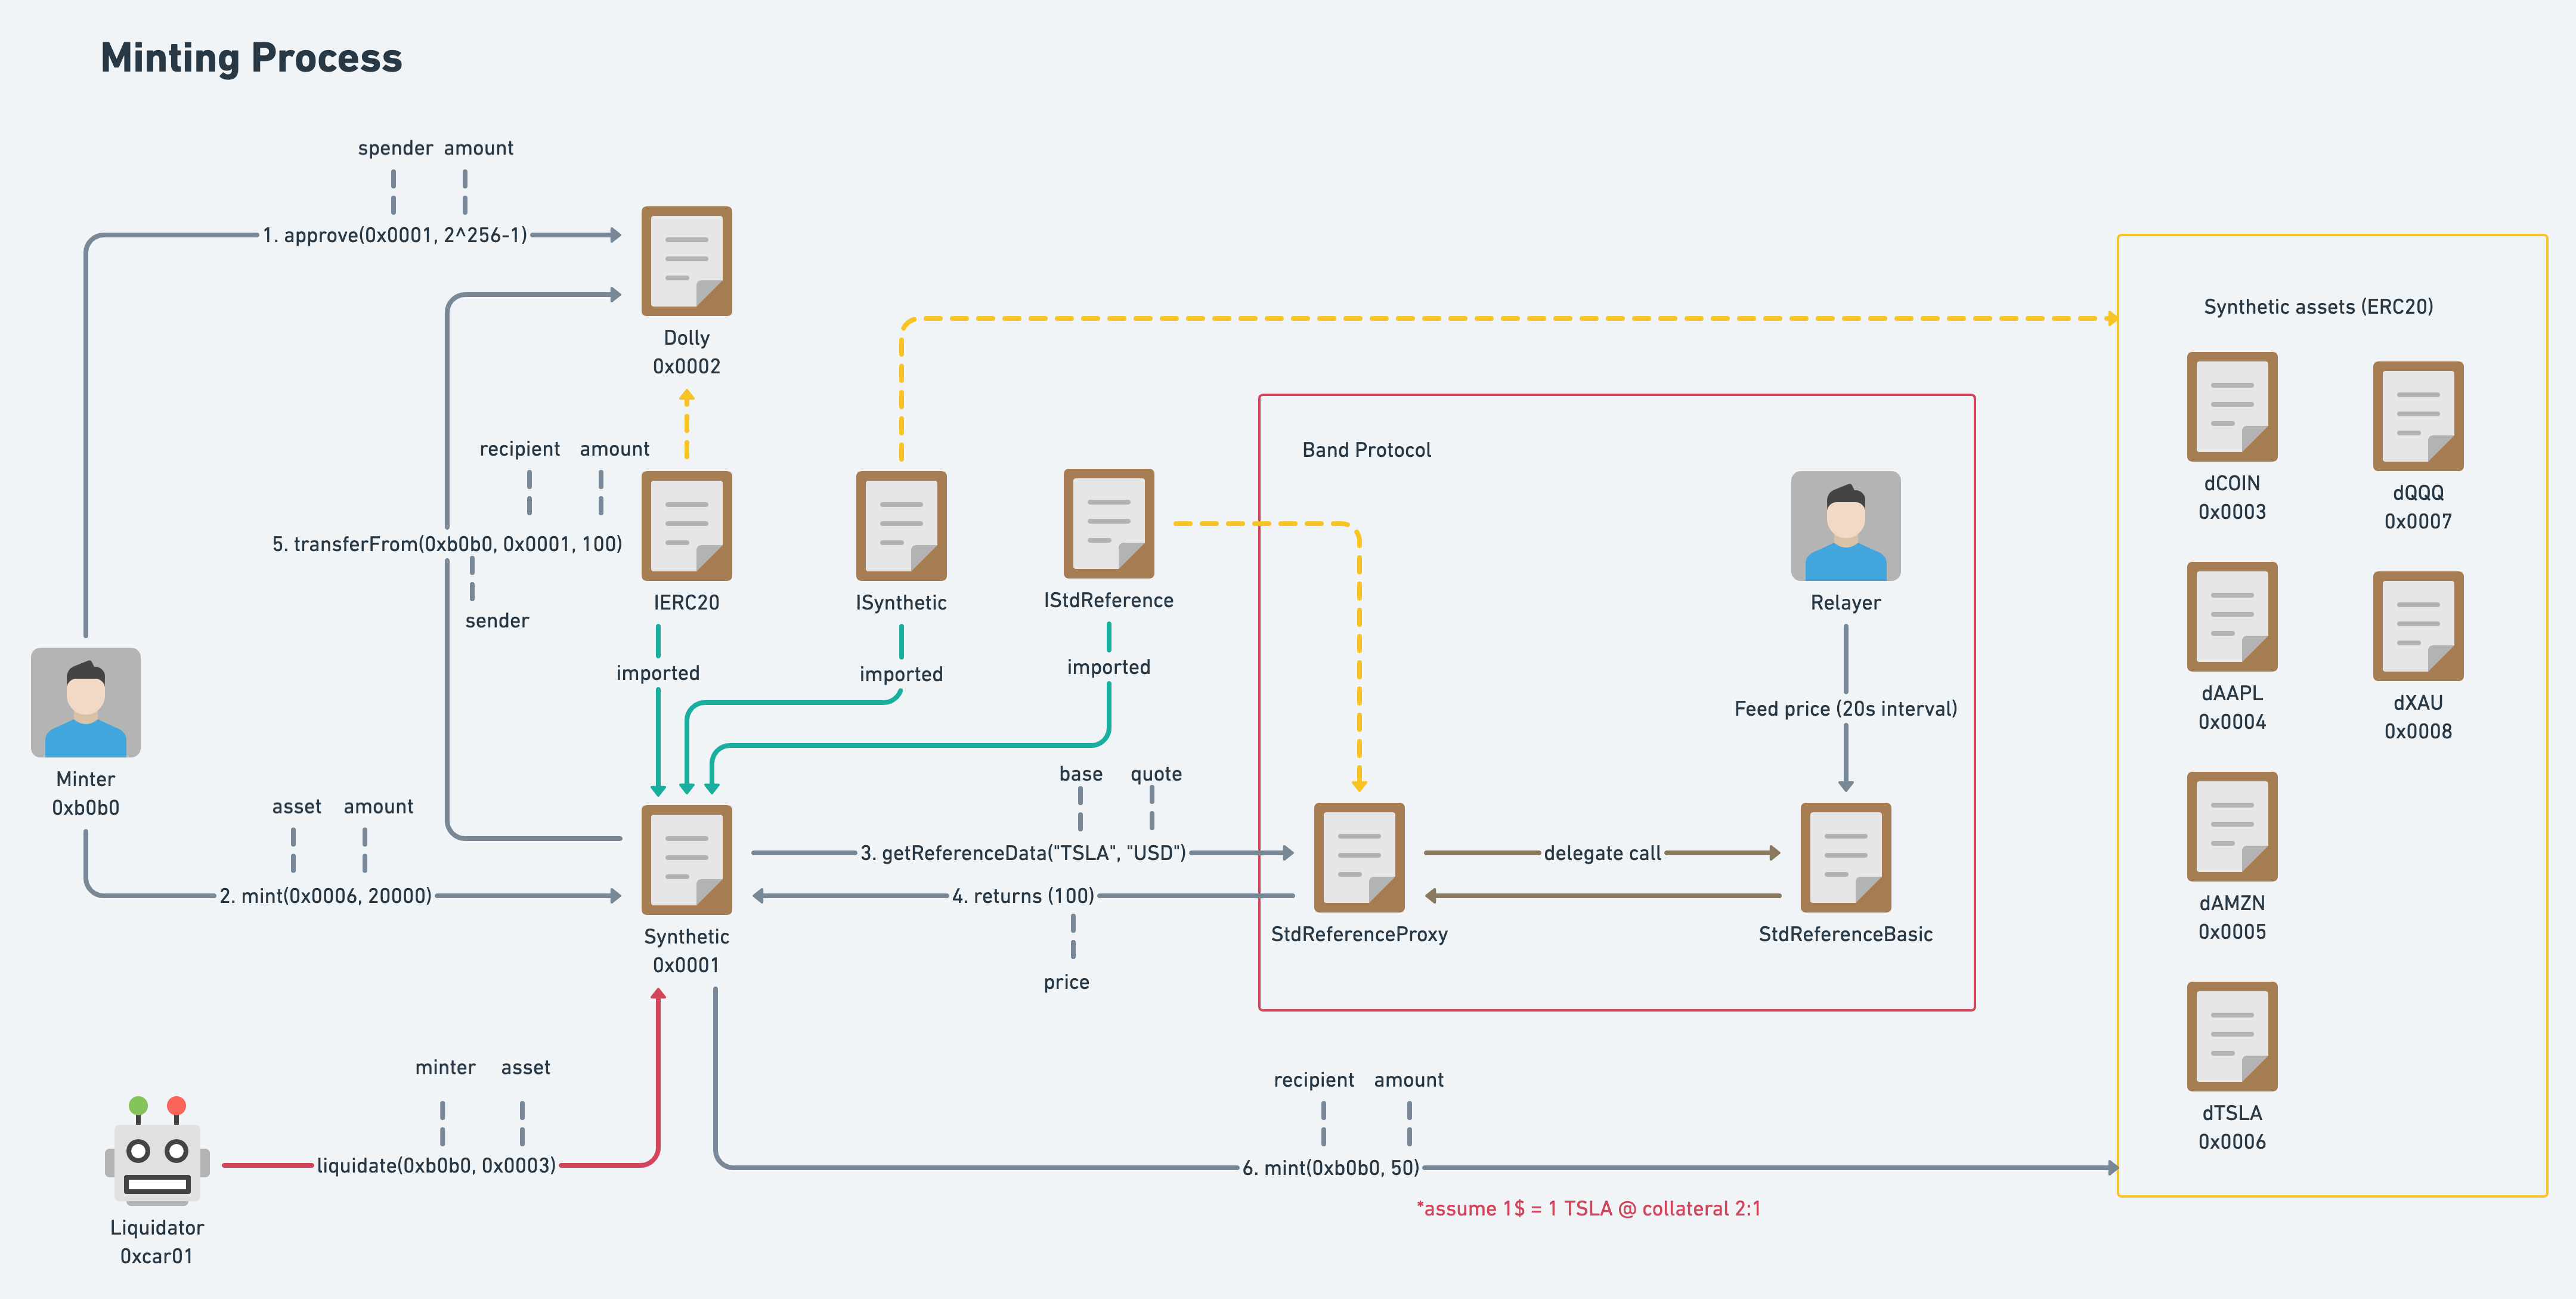 Minting Process
spender amount
1. approve(0x0001, 2^256-1)
Dolly
0x0002
Synthetic assets (ERC20)
dCOIN
0x0003
dQQQ
0x0007
recipient amount
5. transferFrom(0xb0b0, 0x0001, 100)
sender
IERC20
ISynthetic
IStdReference
imported
imported
imported
Band Protocol
Relayer
Feed price (20s interval)
dAAPL
0x0004
dXAU
0x0008
Minter
0xb0b0
asset amount
2. mint(0x0006, 20000)
base quote
3. getReferenceData("TSLA", "USD")
4. returns (100)
price
delegate call
StdReferenceProxy
StdReferenceBasic
Synthetic
0x0001
dAMZN
0x0005
dTSLA
0x0006
minter asset
liquidate(0xb0b0, 0x0003)
Liquidator
0xcar01
recipient amount
6. mint(0xb0b0, 50)
*assume 1$ = 1 TSLA @ collateral 2:1